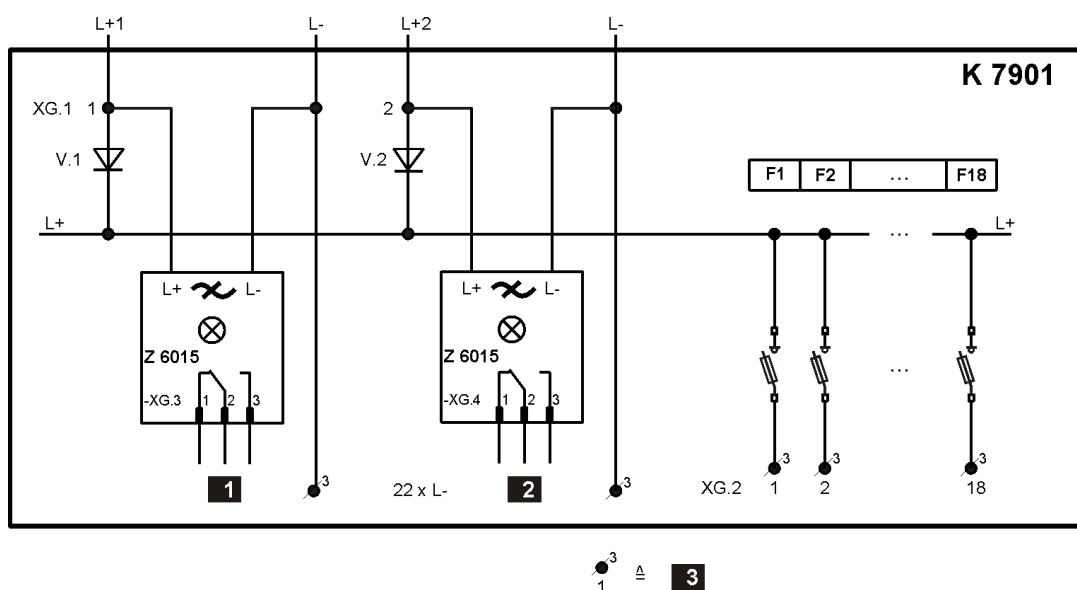 L+1 L- L+2 L-
K 7901
XG.1 1 2
V.1 V.2
F1 F2 ... F18
L+ ... L+
L+ L- L+ L-
Z 6015 Z 6015
...
-XG.3 1 2 3 -XG.4 1 2 3
3 3 3
1 3 22 x L- 2 3 XG.2 1 2 18
3
1 ≙ 3